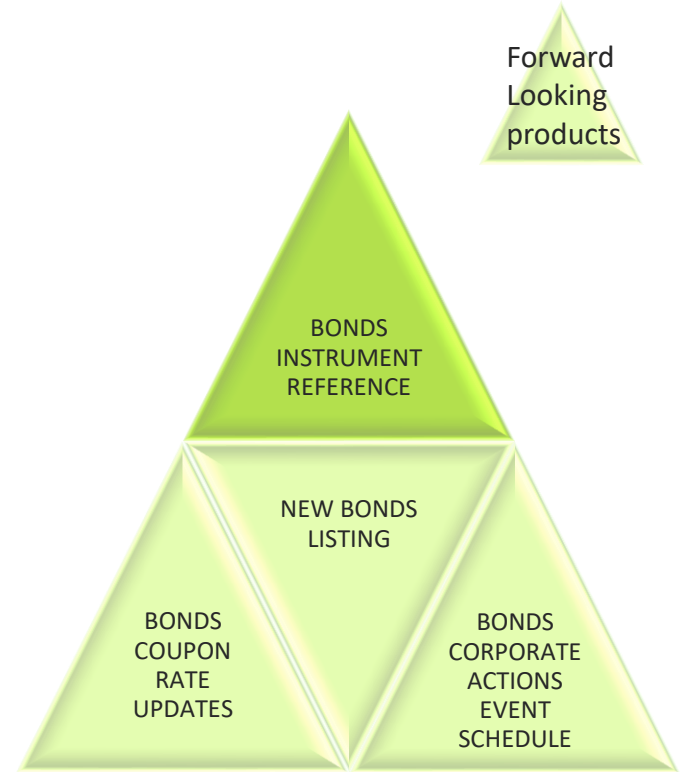 Forward
Looking
products
BONDS
INSTRUMENT
REFERENCE
NEW BONDS
LISTING
BONDS
COUPON
RATE
UPDATES
BONDS
CORPORATE
ACTIONS
EVENT
SCHEDULE